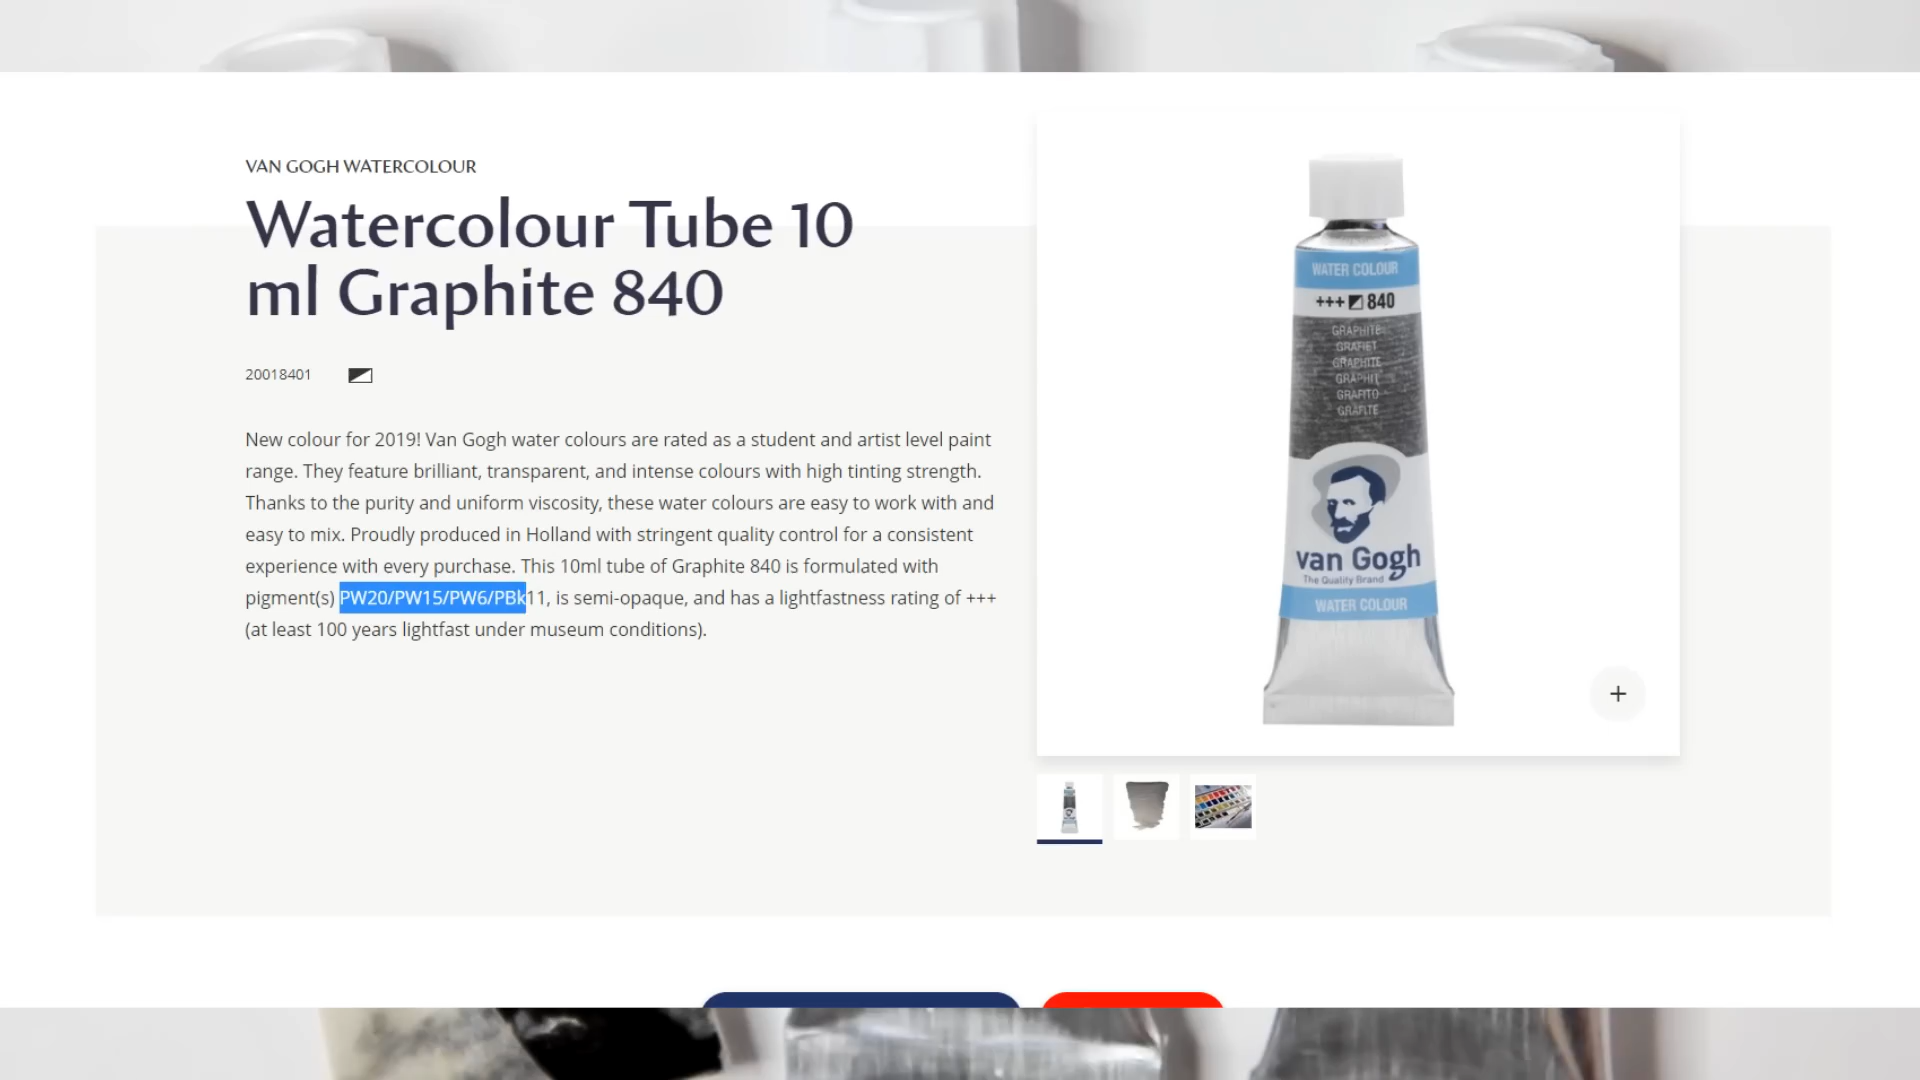 VAN GOGH WATERCOLOUR
Watercolour Tube 10
ml Graphite 840
20018401
New colour for 2019! Van Gogh water colours are rated as a student and artist level paint
range. They feature brilliant, transparent, and intense colours with high tinting strength.
Thanks to the purity and uniform viscosity, these water colours are easy to work with and
easy to mix. Proudly produced in Holland with stringent quality control for a consistent
experience with every purchase. This 10ml tube of Graphite 840 is formulated with
pigment(s) PW20/PW15/PW6/PBk11, is semi-opaque, and has a lightfastness rating of +++
(at least 100 years lightfast under museum conditions).
WATER COLOUR
+++ 840
GRAPHITE
GRAFIET
GRAPHITE
GRAPHIT
GRAFITO
GRAFITE
van Gogh
The Quality Brand
WATER COLOUR
+